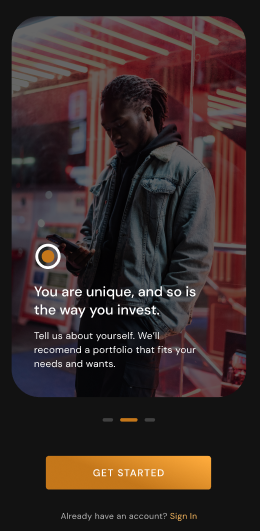 You are unique, and so is
the way you invest.
Tell us about yourself. We'll
recomend a portfolio that fits your
needs and wants.
GET STARTED
Already have an account? Sign In